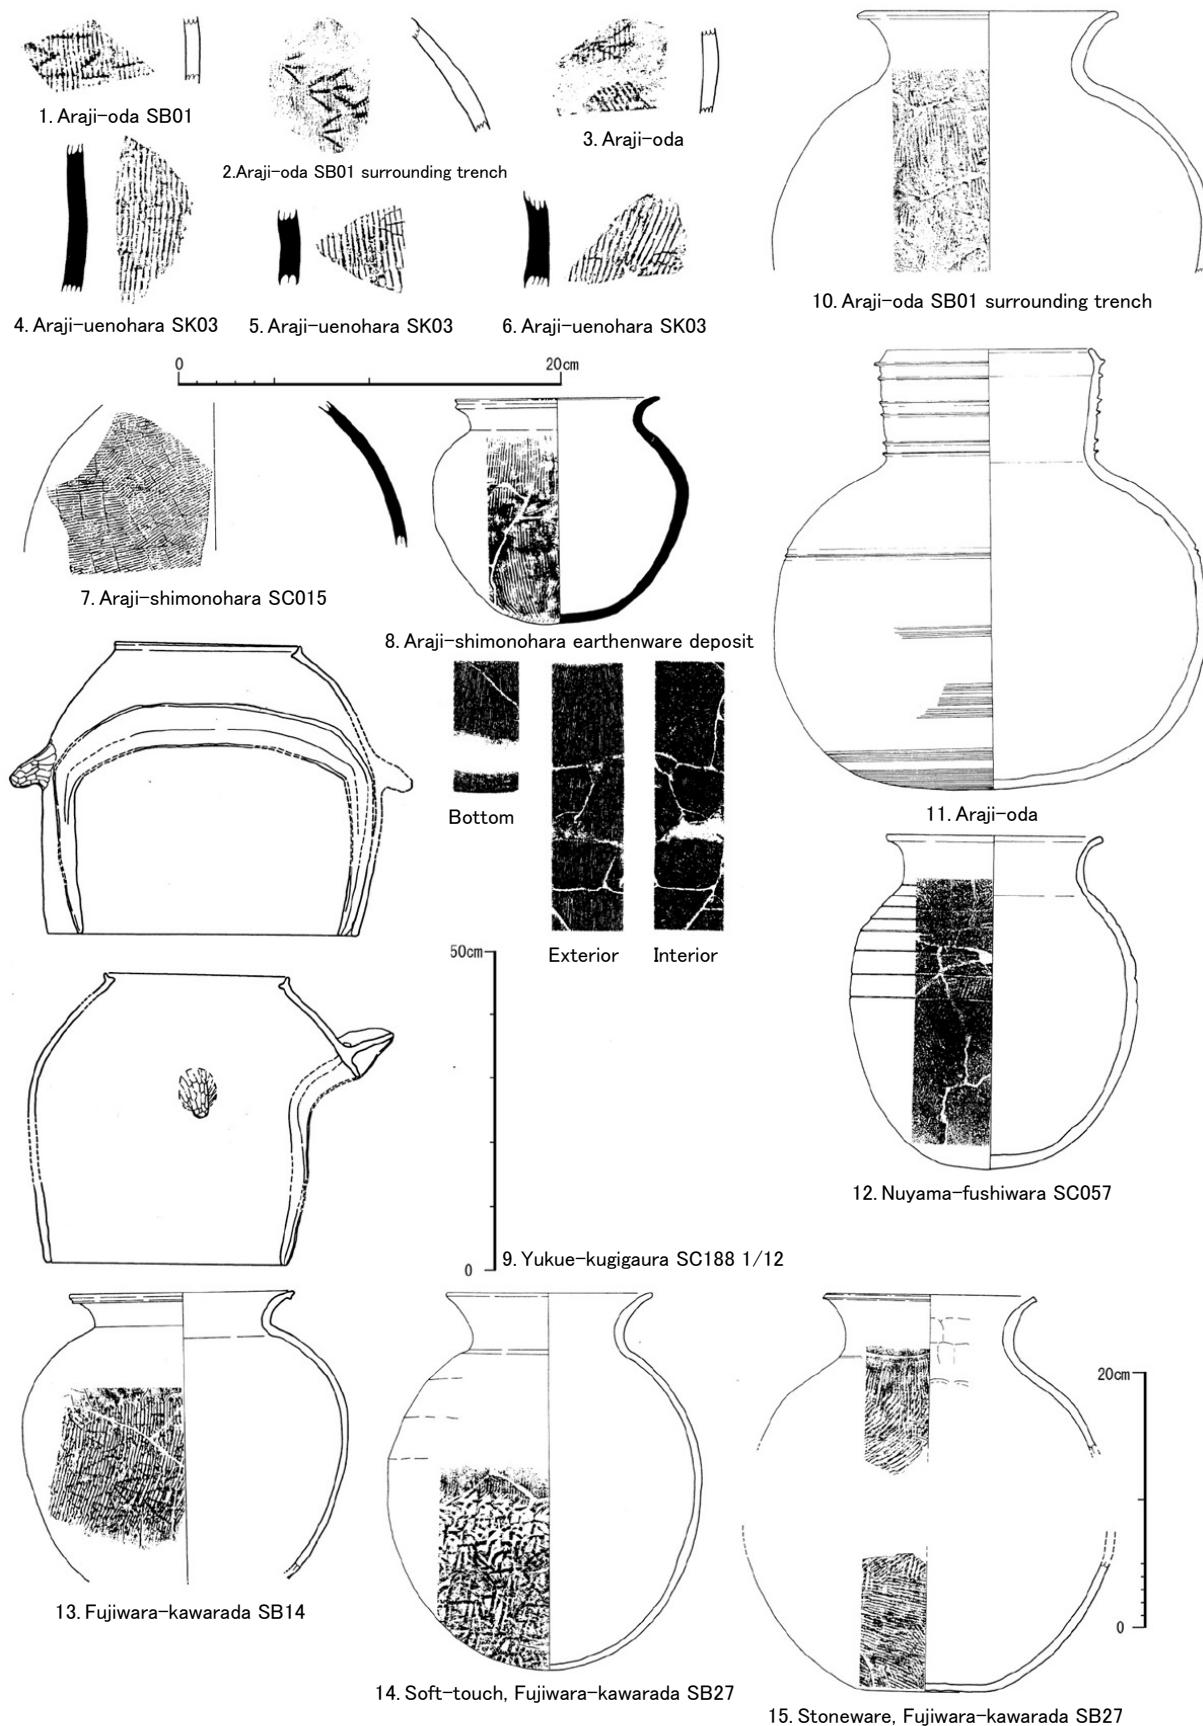 1. Araji-oda SB01
2.Araji-oda SB01 surrounding trench
3. Araji-oda
4. Araji-uenohara SK03
5. Araji-uenohara SK03
6. Araji-uenohara SK03
10. Araji-oda SB01 surrounding trench
0
20cm
7. Araji-shimonohara SC015
8. Araji-shimonohara earthenware deposit
Bottom
Exterior
Interior
11. Araji-oda
50cm
0
9. Yukue-kugigaura SC188 1/12
12. Nuyama-fushiwara SC057
13. Fujiwara-kawarada SB14
14. Soft-touch, Fujiwara-kawarada SB27
20cm
0
15. Stoneware, Fujiwara-kawarada SB27